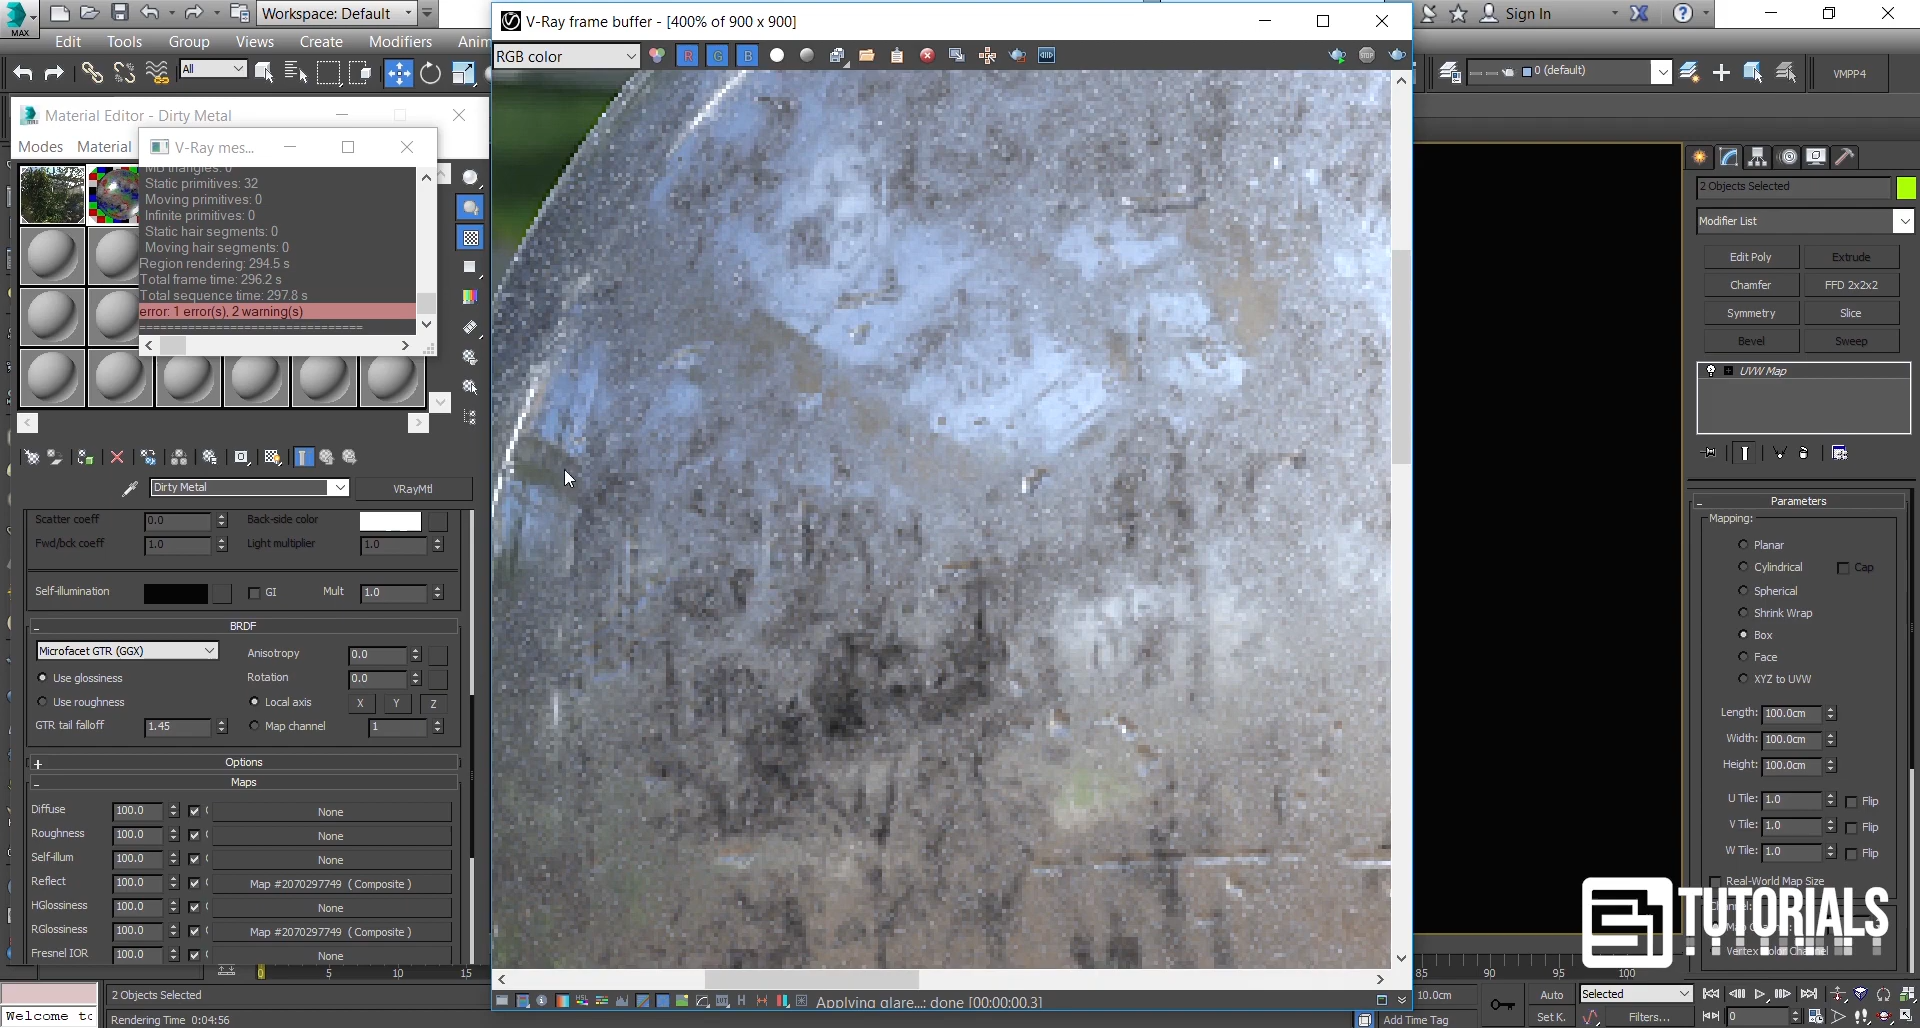 Workspace: Default
V-Ray frame buffer - [400% of 900 x 900]
Sign In
MAX
Edit Tools Group Views Create Modifiers Anim
RGB color
R G B
All
0 (default)
VMPP4
Material Editor - Dirty Metal
Modes Material
V-Ray mes...
MB triangles: 0
Static primitives: 32
Moving primitives: 0
Infinite primitives: 0
Static hair segments: 0
Moving hair segments: 0
Region rendering: 294.5 s
Total frame time: 296.2 s
Total sequence time: 297.8 s
error: 1 error(s), 2 warning(s)
==============================
2 Objects Selected
Modifier List
Edit Poly Extrude
Chamfer FFD 2x2x2
Symmetry Slice
Bevel Sweep
UVW Map
Dirty Metal VRayMtl
Scatter coeff 0.0 Back-side color
Fwd/bck coeff 1.0 Light multiplier 1.0
Self-illumination GI Mult 1.0
BRDF
Microfacet GTR (GGX) Anisotropy 0.0
Use glossiness Rotation 0.0
Use roughness Local axis X Y Z
GTR tail falloff 1.45 Map channel 1
Options
Maps
Diffuse 100.0 None
Roughness 100.0 None
Self-illum 100.0 None
Reflect 100.0 Map #2070297749 ( Composite )
HGlossiness 100.0 None
RGlossiness 100.0 Map #2070297749 ( Composite )
Fresnel IOR 100.0 None
Parameters
Mapping:
Planar
Cylindrical Cap
Spherical
Shrink Wrap
Box
Face
XYZ to UVW
Length: 100.0cm
Width: 100.0cm
Height: 100.0cm
U Tile: 1.0 Flip
V Tile: 1.0 Flip
W Tile: 1.0 Flip
Real-World Map Size
TUTORIALS
Vertex Color Channel
0 5 10 15 85 90 95 100
2 Objects Selected
Applying glare...: done [00:00:00.3]
10.0cm Auto Selected
Welcome to
Rendering Time 0:04:56
Add Time Tag Set K. Filters... 0